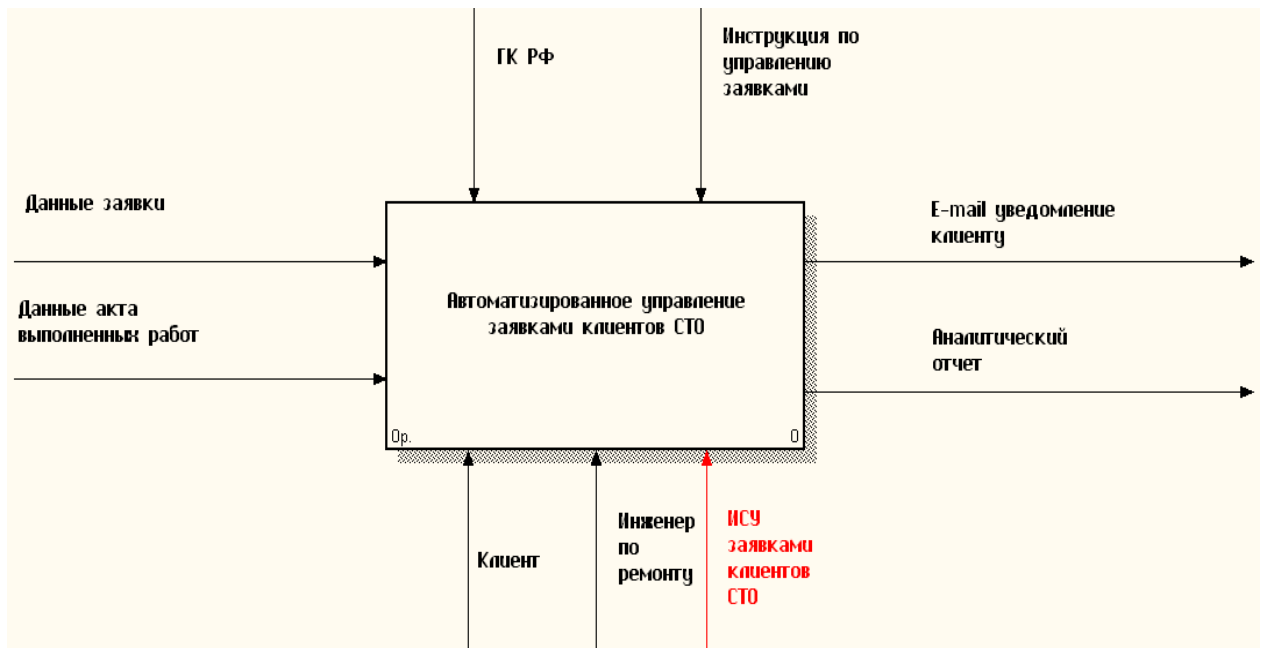 ГК РФ
Инструкция по
управлению
заявками
Данные заявки
Данные акта
выполненных работ
Автоматизированное управление
заявками клиентов СТО
0р.
0
E-mail уведомление
клиенту
Аналитический
отчет
Клиент
Инженер
по
ремонту
ИСУ
заявками
клиентов
СТО